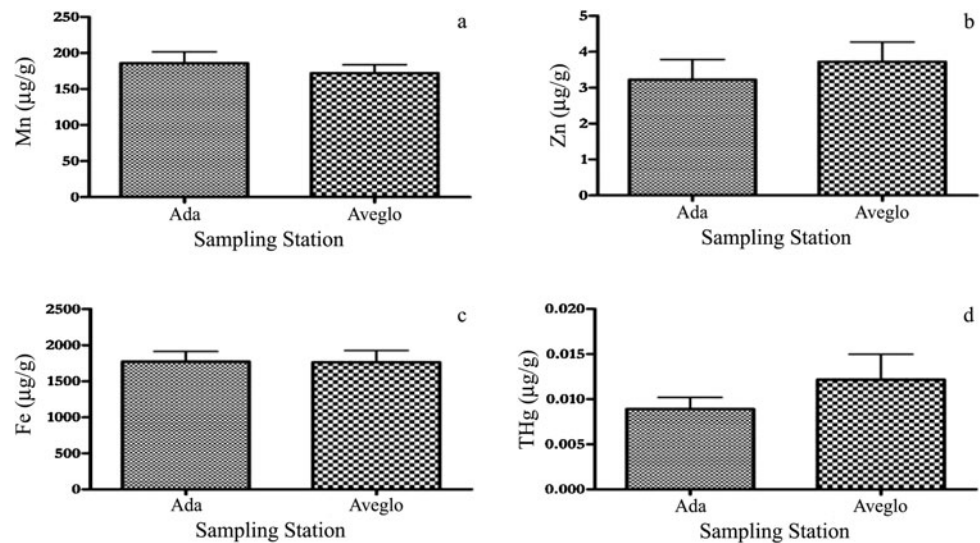 a
Mn (µg/g)
250
200
150
100
50
0
Ada
Aveglo
Sampling Station
b
Zn (µg/g)
5
4
3
2
1
0
Ada
Aveglo
Sampling Station
c
Fe (µg/g)
2500
2000
1500
1000
500
0
Ada
Aveglo
Sampling Station
d
THg (µg/g)
0.020
0.015
0.010
0.005
0.000
Ada
Aveglo
Sampling Station